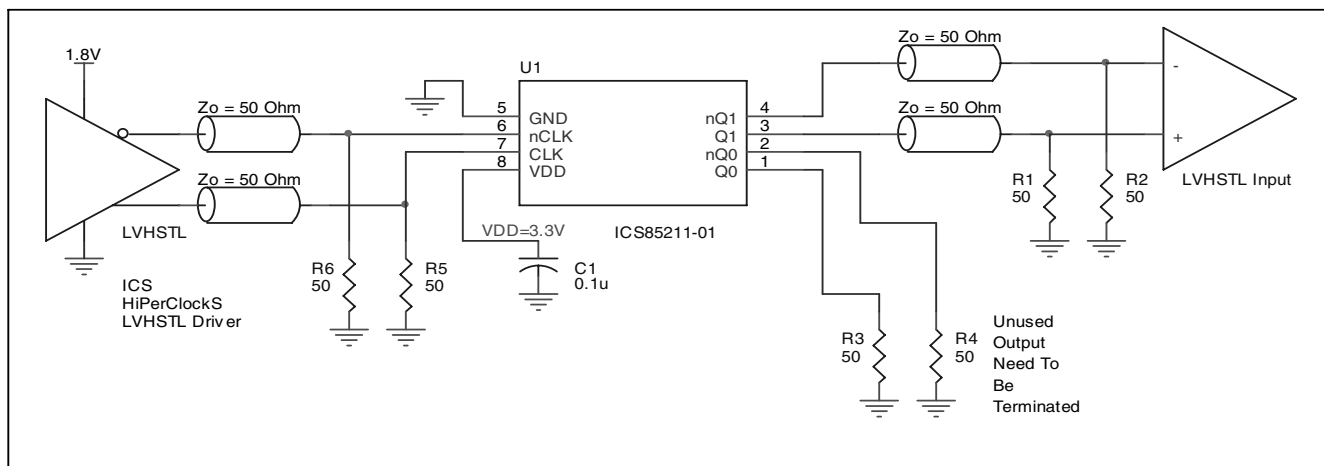 1.8V
Zo = 50 Ohm
Zo = 50 Ohm
LVHSTL
ICS
HiPerClockS
LVHSTL Driver
R6
50
R5
50
U1
5
6
7
8
GND
nCLK
CLK
VDD
nQ1
Q1
nQ0
Q0
4
3
2
1
ICS85211-01
VDD=3.3V
C1
0.1u
Zo = 50 Ohm
Zo = 50 Ohm
-
+
LVHSTL Input
R1
50
R2
50
R3
50
R4
50
Unused
Output
Need To
Be
Terminated